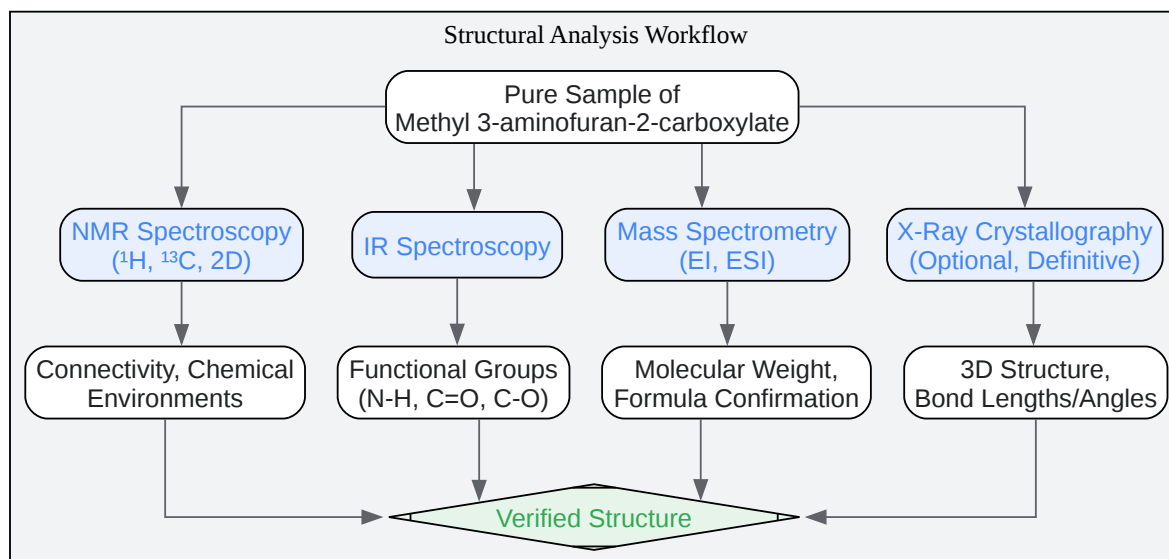 Structural Analysis Workflow
Pure Sample of
Methyl 3-aminofuran-2-carboxylate
NMR Spectroscopy
(¹H, ¹³C, 2D)
IR Spectroscopy
Mass Spectrometry
(EI, ESI)
X-Ray Crystallography
(Optional, Definitive)
Connectivity, Chemical
Environments
Functional Groups
(N-H, C=O, C-O)
Molecular Weight,
Formula Confirmation
3D Structure,
Bond Lengths/Angles
Verified Structure